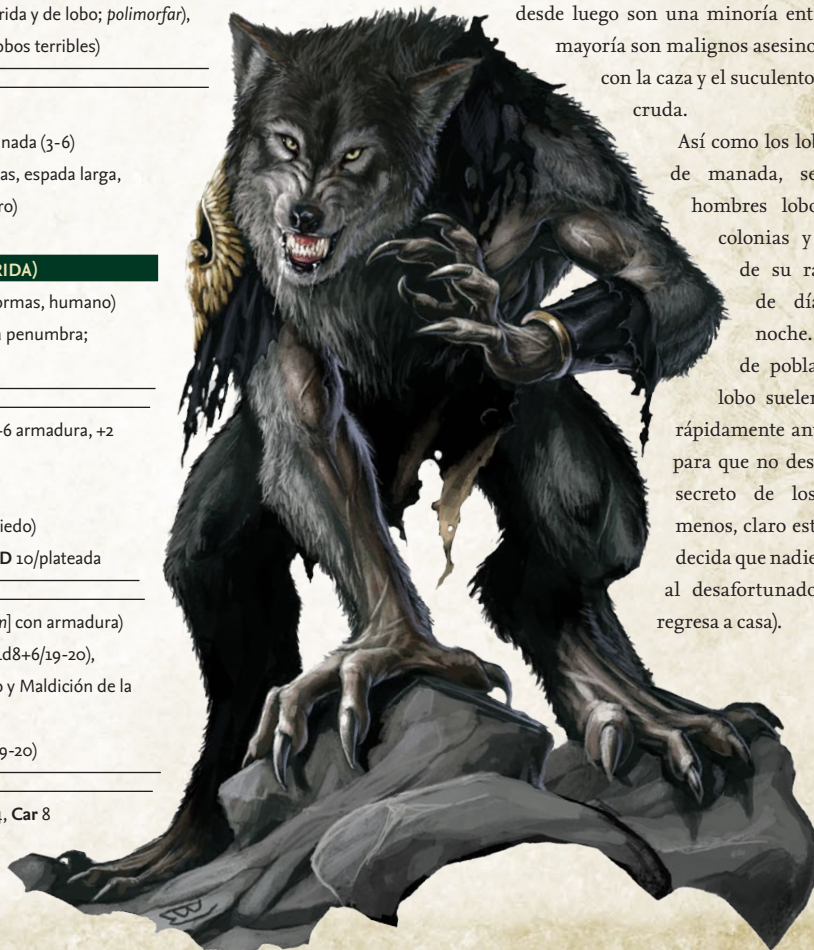 rida y de lobo; polimorfar),
obos terribles)
nada (3-6)
as, espada larga,
ro)
RIDA)
ormas, humano)
penumbra;
-6 armadura, +2
iedo)
D 10/plateada
n] con armadura)
1d8+6/19-20),
o y Maldición de la
9-20)
, Car 8
desde luego son una minoría ent
mayoría son malignos asesino
con la caza y el suculento
cruda.
Así como los lob
de manada, se
hombres lobo
colonias y
de su ra
de día
noche.
de pobla
lobo suelen
rápidamente an
para que no des
secreto de los
menos, claro est
decida que nadie
al desafortunado
regresa a casa).